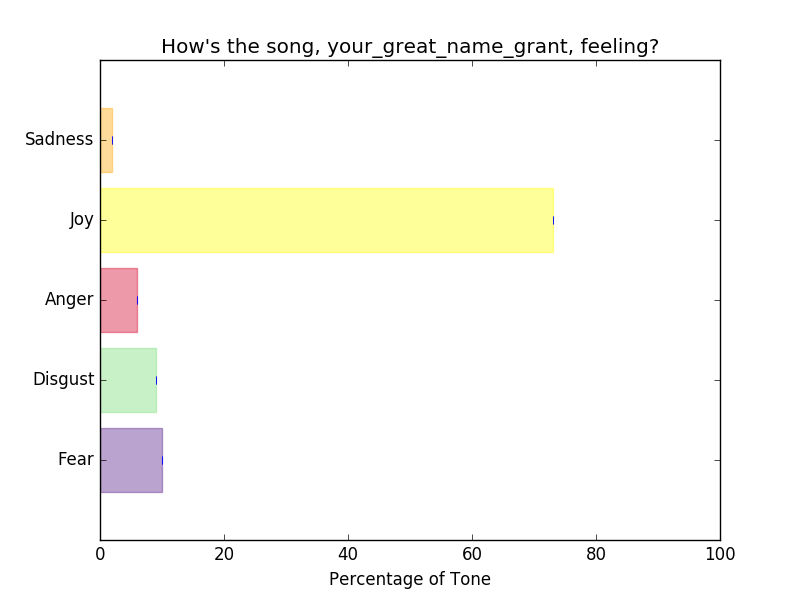 How's the song, your_great_name_grant, feeling?
Sadness
Joy
Anger
Disgust
Fear
0 20 40 60 80 100
Percentage of Tone